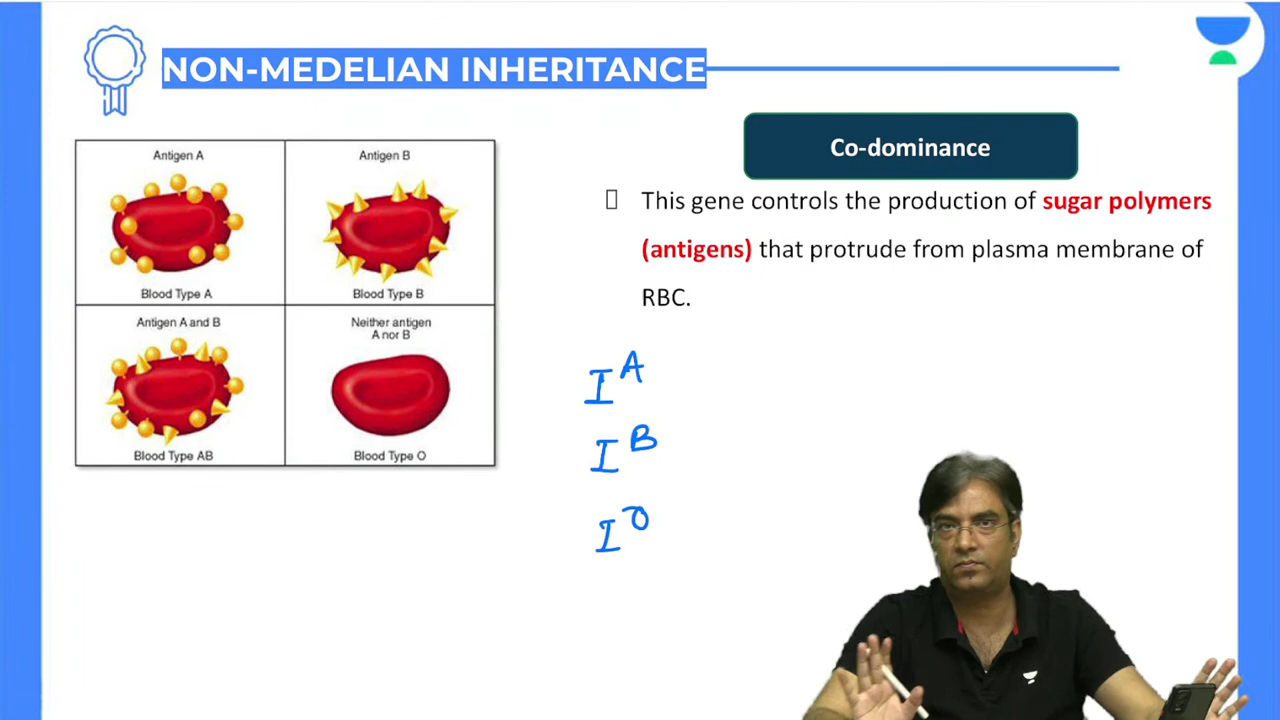 NON-MEDELIAN INHERITANCE
Antigen A
Blood Type A
Antigen B
Blood Type B
Antigen A and B
Blood Type AB
Neither antigen
A nor B
Blood Type O
Co-dominance
This gene controls the production of sugar polymers
(antigens) that protrude from plasma membrane of
RBC.
I^A
I^B
I^O